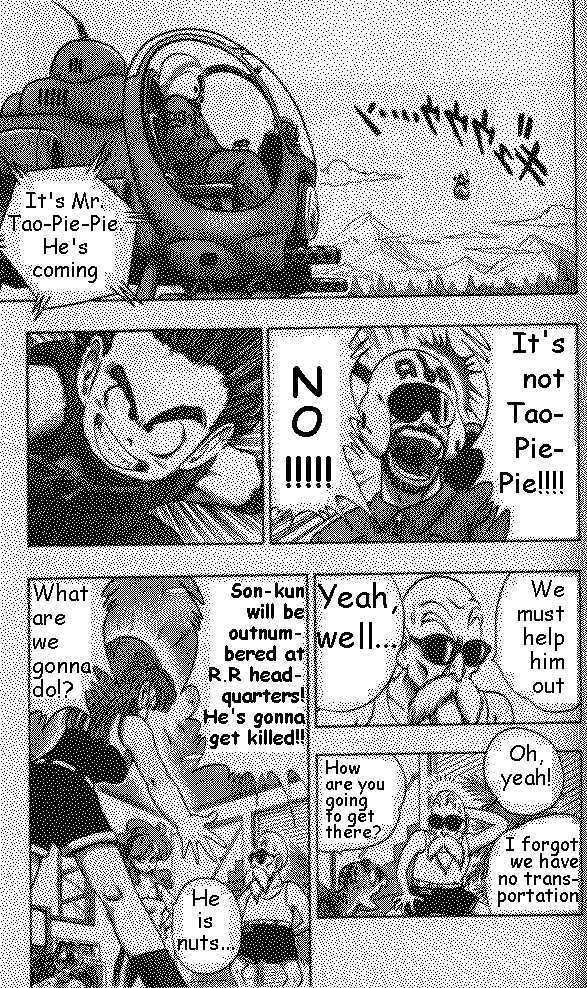 It's Mr.
Tao-Pie-Pie.
He's
coming
It's
not
Tao-
Pie-
Pie!!!!
N
O
!!!!!
We
must
help
him
out
Yeah,
well...
Oh,
yeah!
I forgot
we have
no trans-
portation
How
are you
going
to get
there?
Son-kun
will be
outnum-
bered at
R.R head-
quarters!
He's gonna
get killed!!
What
are
we
gonna
do!?
He
is
nuts...